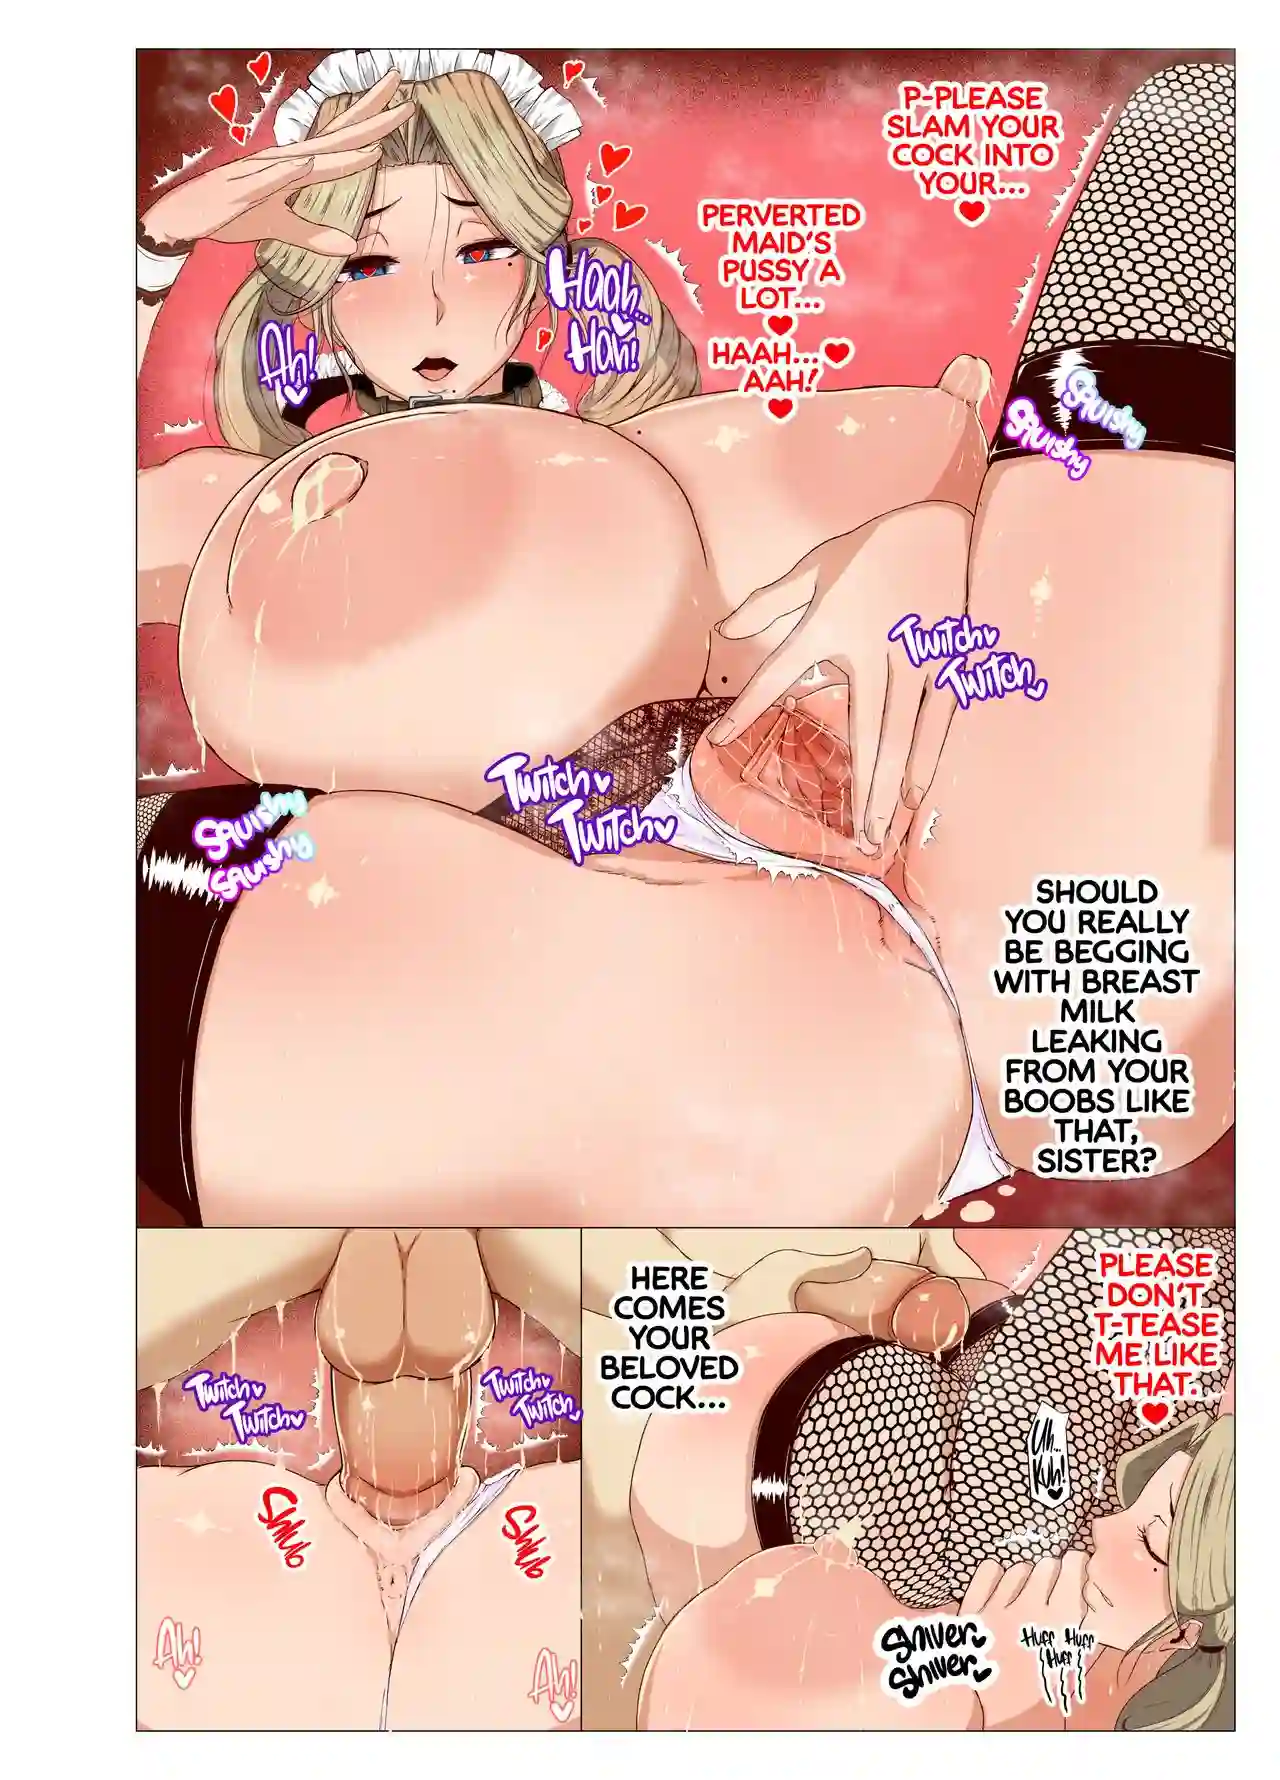 P-PLEASE
SLAM YOUR
COCK INTO
YOUR...
PERVERTED
MAID'S
PUSSY A
LOT...
HAAH...
AAH!
Haah...
Hah!
Ah!
Squishy
Squishy
Twitch
Twitch
Twitch
Twitch
Squishy
Squishy
SHOULD
YOU REALLY
BE BEGGING
WITH BREAST
MILK
LEAKING
FROM YOUR
BOOBS LIKE
THAT,
SISTER?
Twitch
Twitch
Twitch
Twitch
Shlub
Shlub
Ah!
Ah!
HERE
COMES
YOUR
BELOVED
COCK...
PLEASE
DON'T
T-TEASE
ME LIKE
THAT.
Uh...
Kuh!
Shiver
Shiver
Huff Huff
Huff